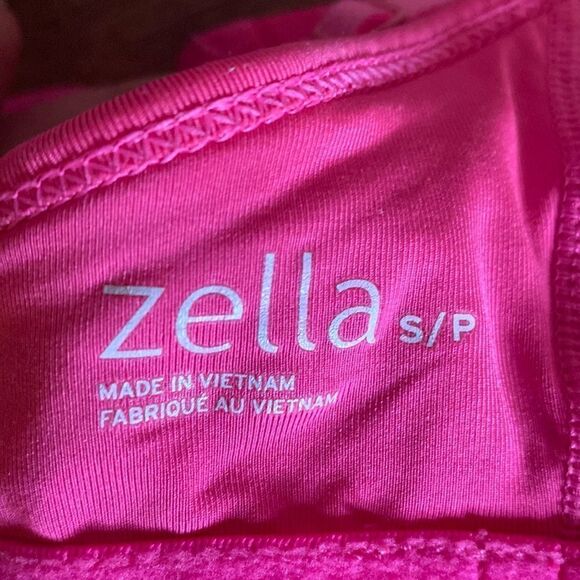 zella S/P
MADE IN VIETNAM
FABRIQUÉ AU VIETNAM